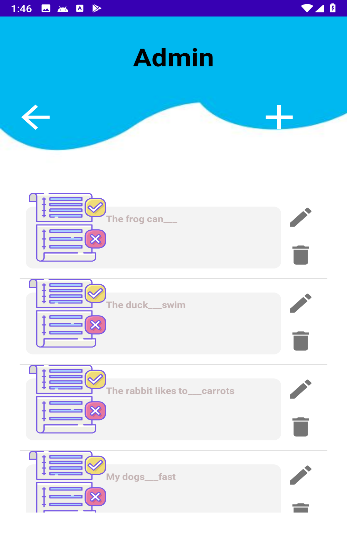 1:46
Admin
The frog can___
The duck___swim
The rabbit likes to___carrots
My dogs___fast